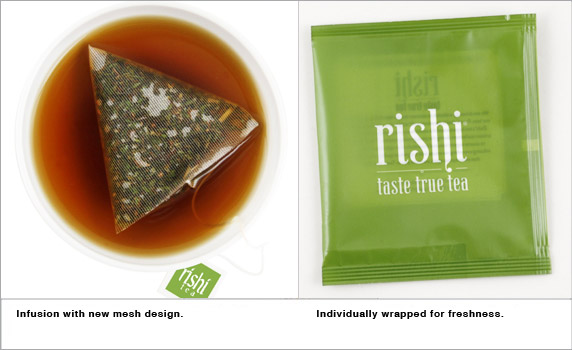 rishi
tea
Infusion with new mesh design.
rishi
taste true tea
Individually wrapped for freshness.